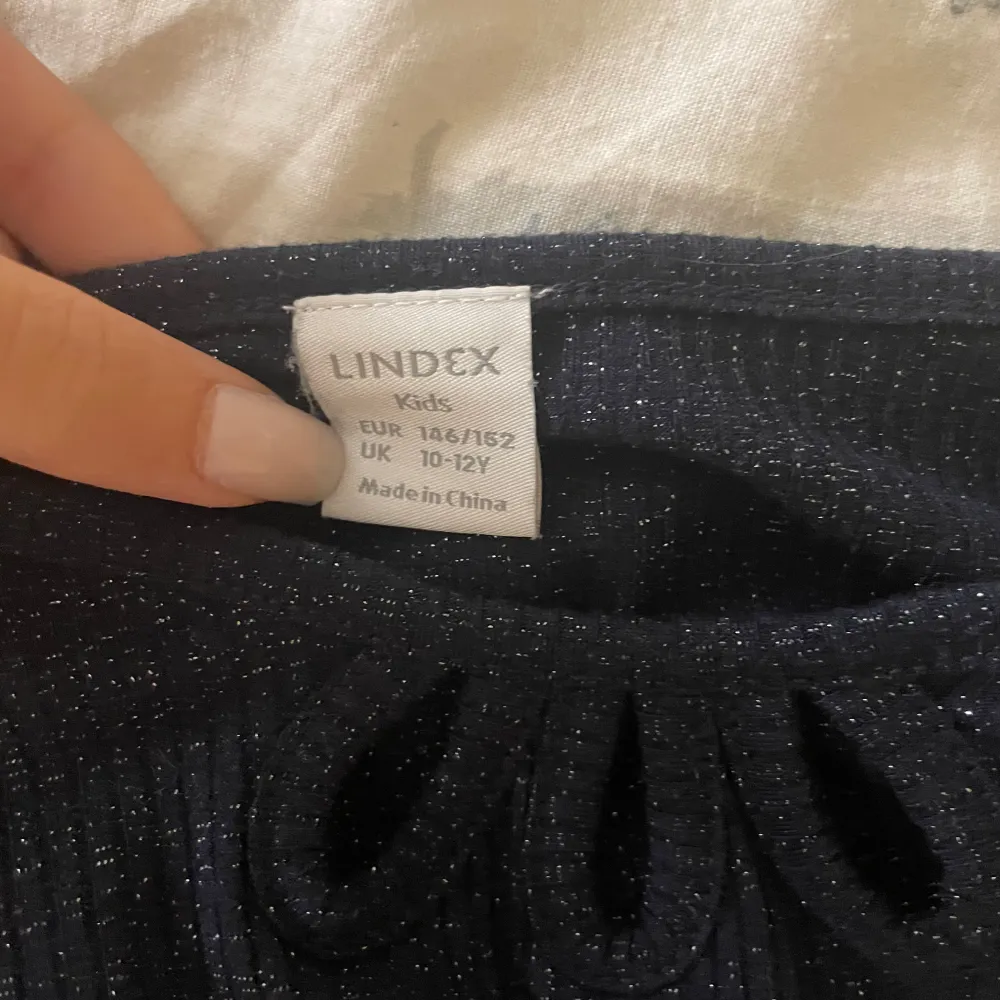 LINDEX
Kids
EUR 146/152
UK 10-12Y
Made in China